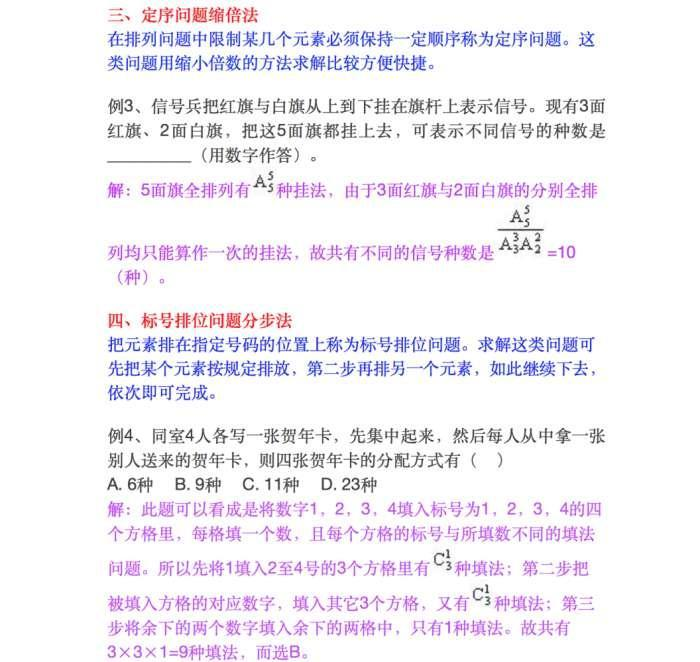 三、定序问题缩倍法
在排列问题中限制某几个元素必须保持一定顺序称为定序问题。这
类问题用缩小倍数的方法求解比较方便快捷。
例3、信号兵把红旗与白旗从上到下挂在旗杆上表示信号。现有3面
红旗、2面白旗，把这5面旗都挂上去，可表示不同信号的种数是
__________（用数字作答）。
解：5面旗全排列有A_5^5种挂法，由于3面红旗与2面白旗的分别全排
列均只能算作一次的挂法，故共有不同的信号种数是A_5^5/(A_3^3A_2^2)=10
（种）。
四、标号排位问题分步法
把元素排在指定号码的位置上称为标号排位问题。求解这类问题可
先把某个元素按规定排放，第二步再排另一个元素，如此继续下去，
依次即可完成。
例4、同室4人各写一张贺年卡，先集中起来，然后每人从中拿一张
别人送来的贺年卡，则四张贺年卡的分配方式有（　）
A. 6种　B. 9种　C. 11种　D. 23种
解：此题可以看成是将数字1，2，3，4填入标号为1，2，3，4的四
个方格里，每格填一个数，且每个方格的标号与所填数不同的填法
问题。所以先将1填入2至4号的3个方格里有C_3^1种填法；第二步把
被填入方格的对应数字，填入其它3个方格，又有C_3^1种填法；第三
步将余下的两个数字填入余下的两格中，只有1种填法。故共有
3×3×1=9种填法，而选B。